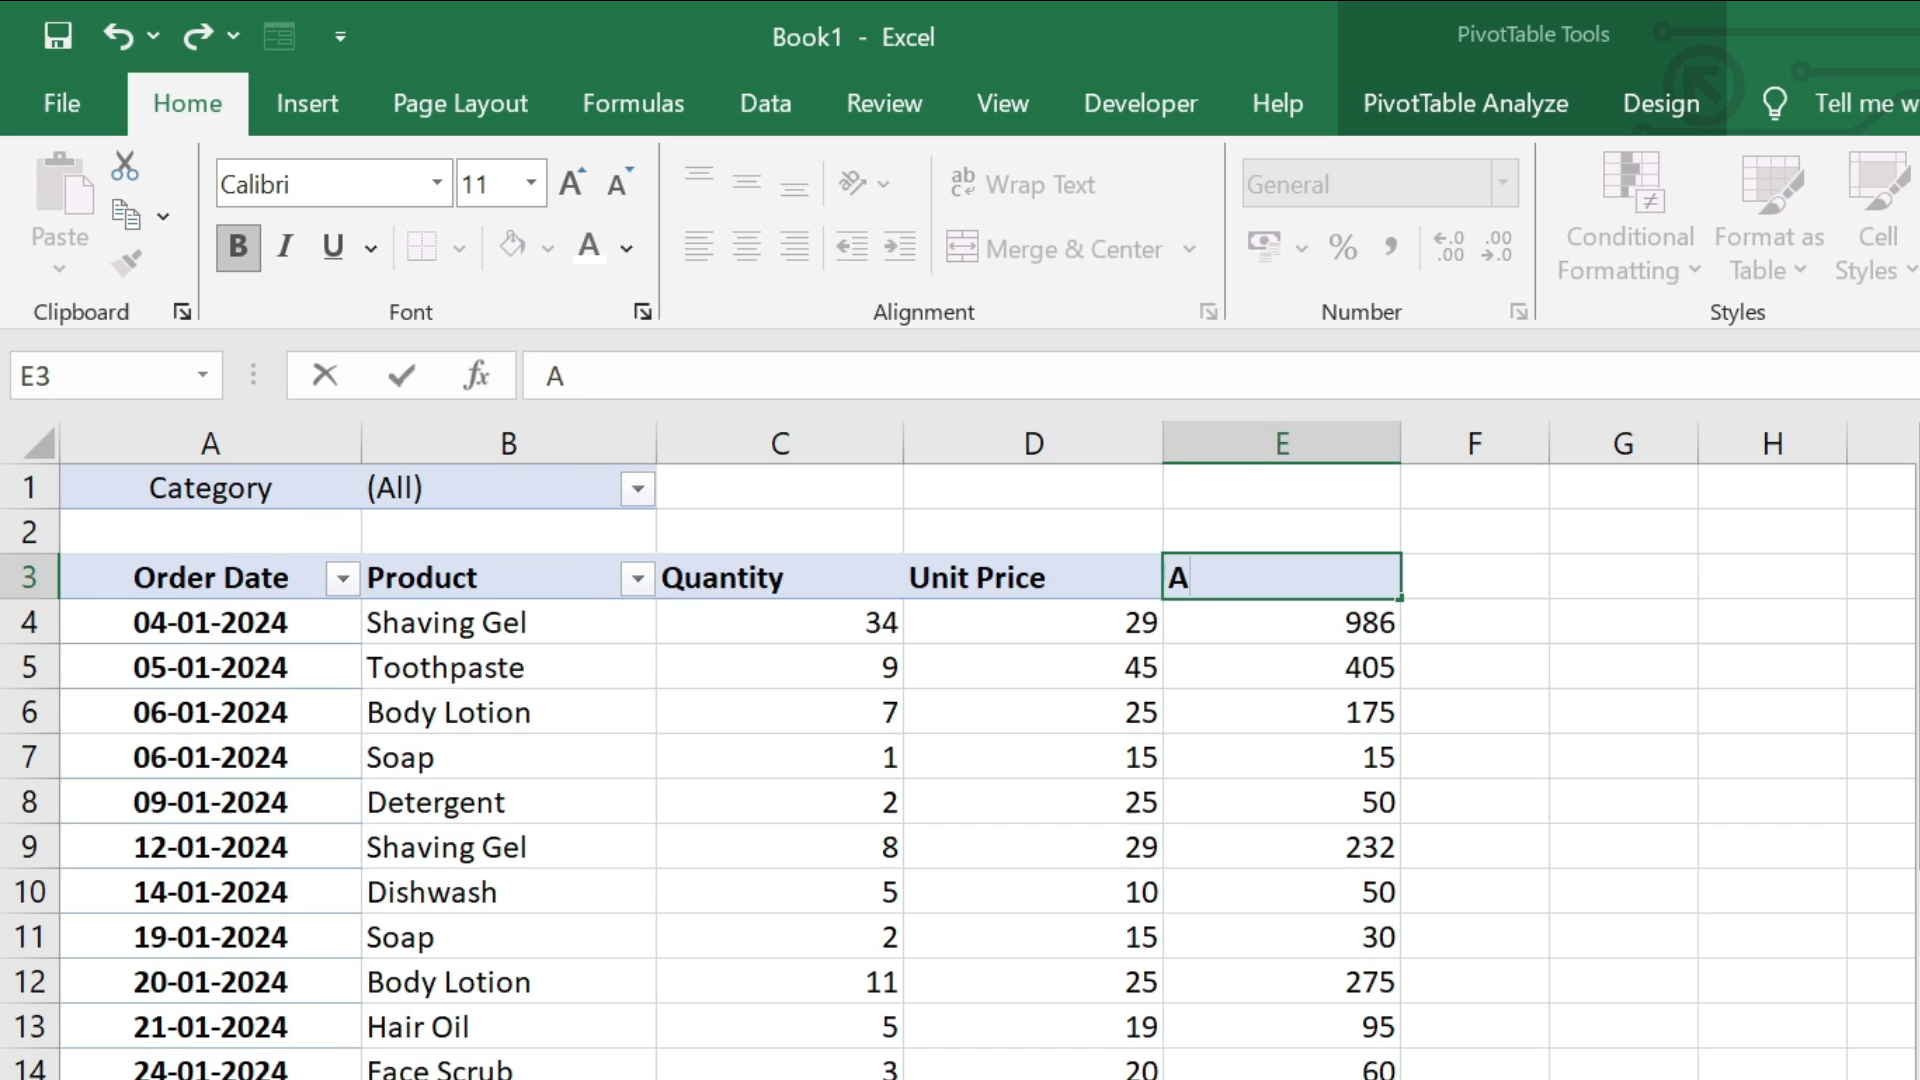 Book1 - Excel
PivotTable Tools
File Home Insert Page Layout Formulas Data Review View Developer Help PivotTable Analyze Design Tell me w
Paste
Calibri 11
B I U A
ab Wrap Text
Merge & Center
General
% , .0 .00 .00 .0
Conditional Formatting
Format as Table
Cell Styles
Clipboard Font Alignment Number Styles
E3 fx A
A B C D E F G H
1 Category (All)
2
3 Order Date Product Quantity Unit Price A
4 04-01-2024 Shaving Gel 34 29 986
5 05-01-2024 Toothpaste 9 45 405
6 06-01-2024 Body Lotion 7 25 175
7 06-01-2024 Soap 1 15 15
8 09-01-2024 Detergent 2 25 50
9 12-01-2024 Shaving Gel 8 29 232
10 14-01-2024 Dishwash 5 10 50
11 19-01-2024 Soap 2 15 30
12 20-01-2024 Body Lotion 11 25 275
13 21-01-2024 Hair Oil 5 19 95
14 24-01-2024 Face Scrub 3 20 60